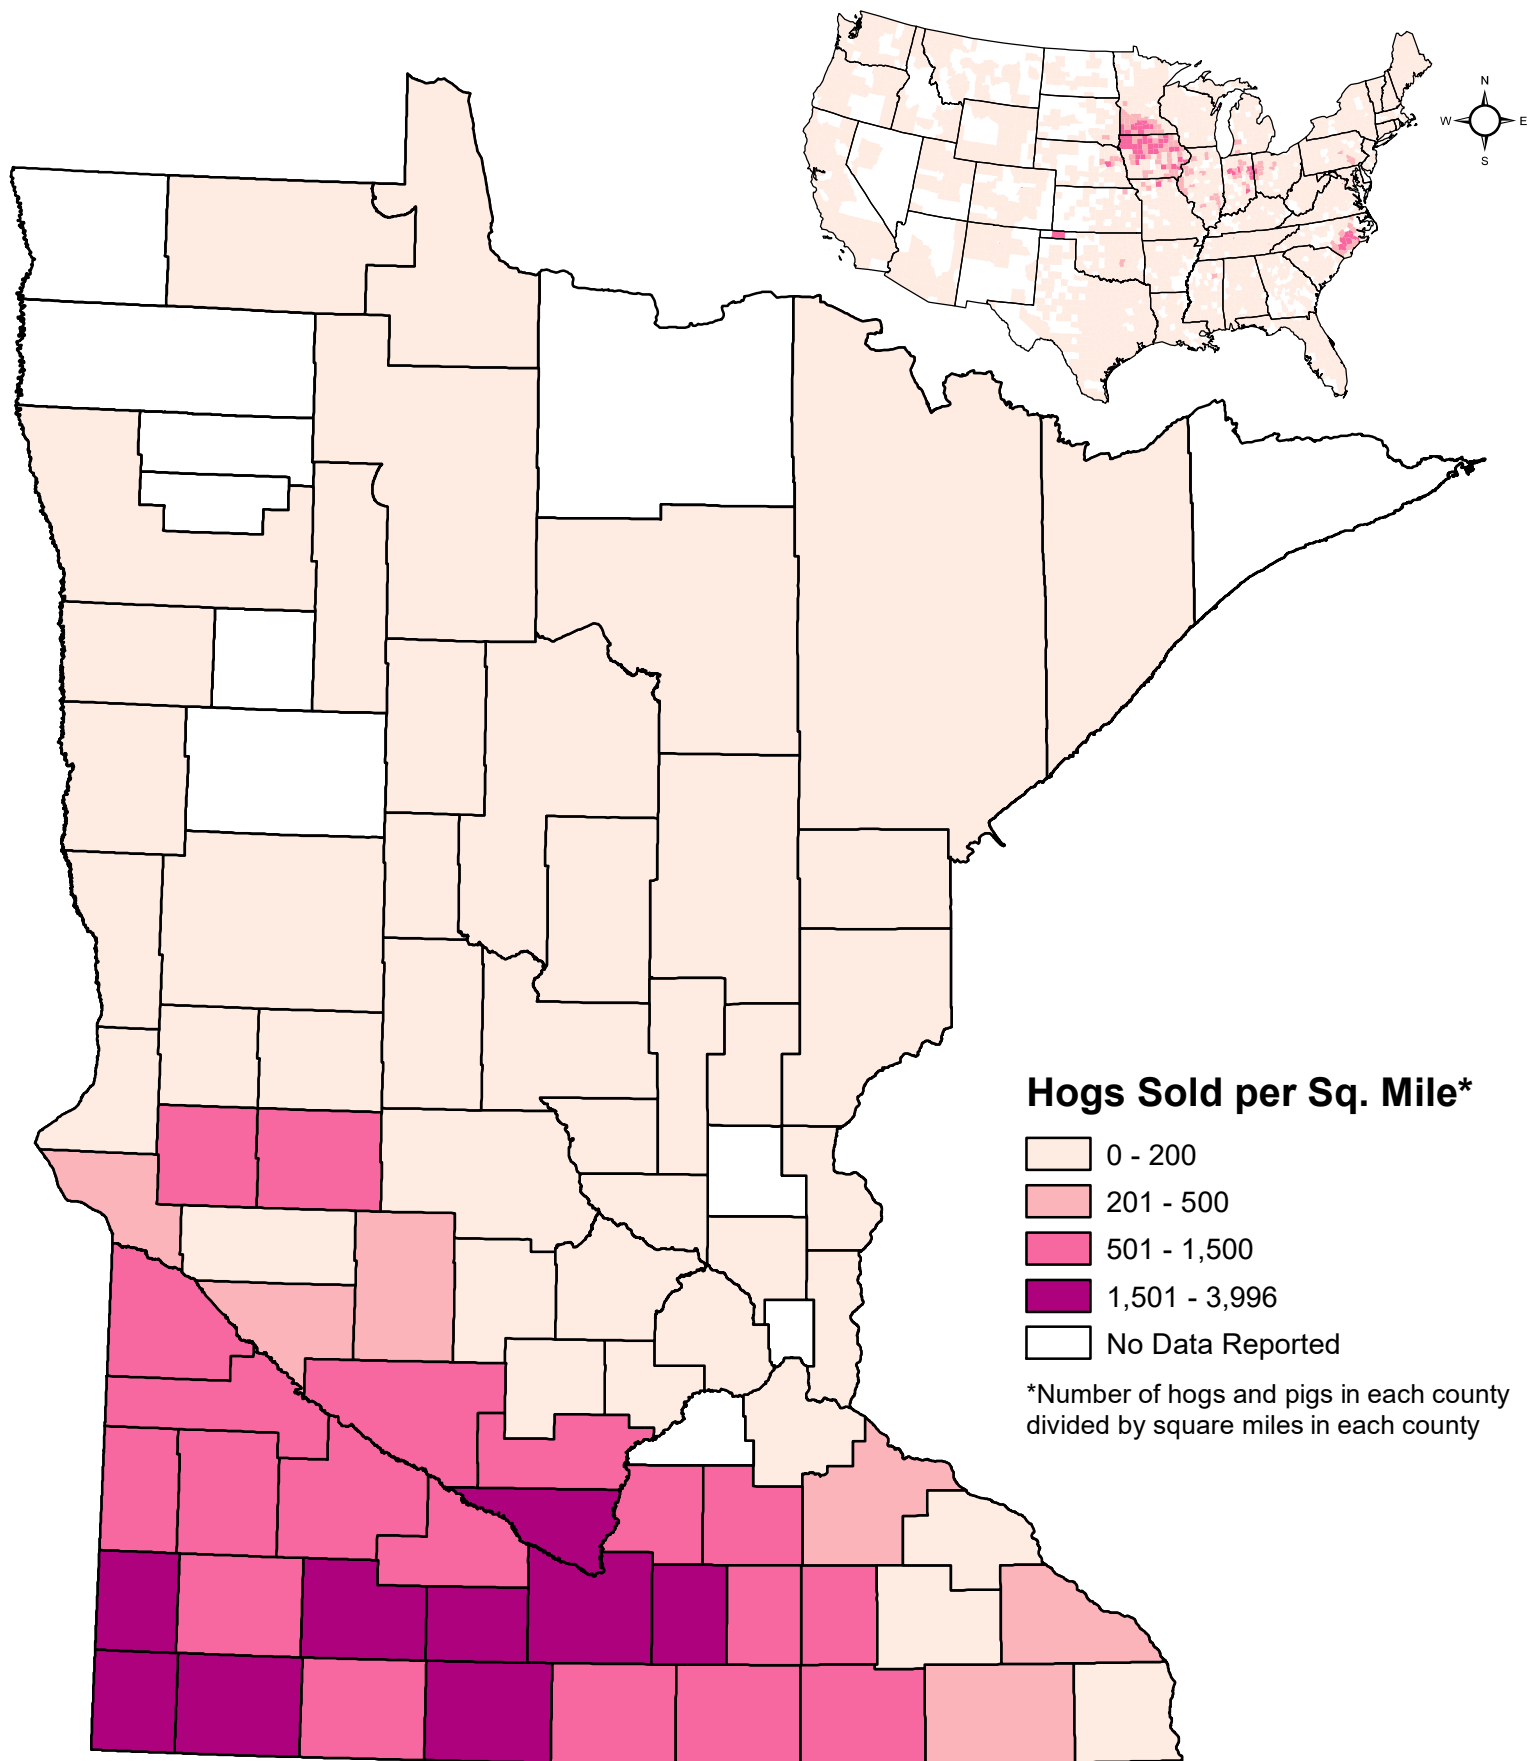 N
W E
S
Hogs Sold per Sq. Mile*
0 - 200
201 - 500
501 - 1,500
1,501 - 3,996
No Data Reported
*Number of hogs and pigs in each county
divided by square miles in each county